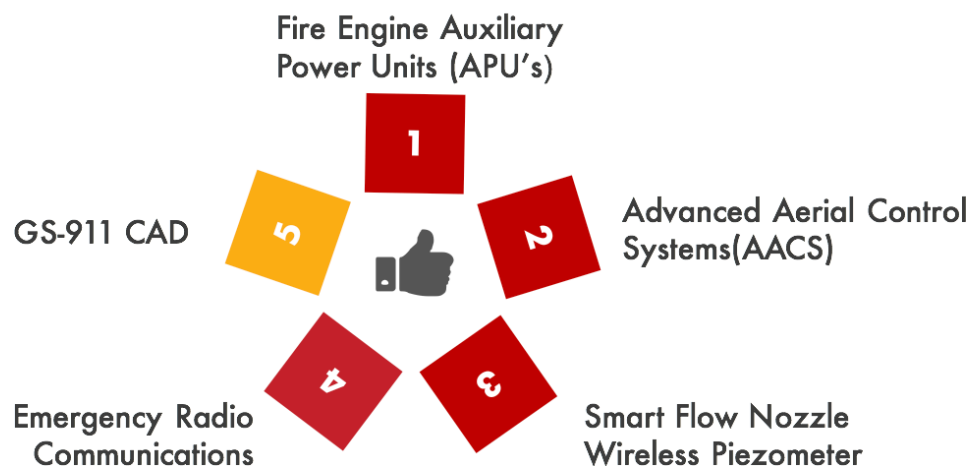 Fire Engine Auxiliary
Power Units (APU's)
1
2
Advanced Aerial Control
Systems(AACS)
3
Smart Flow Nozzle
Wireless Piezometer
4
Emergency Radio
Communications
5
GS-911 CAD